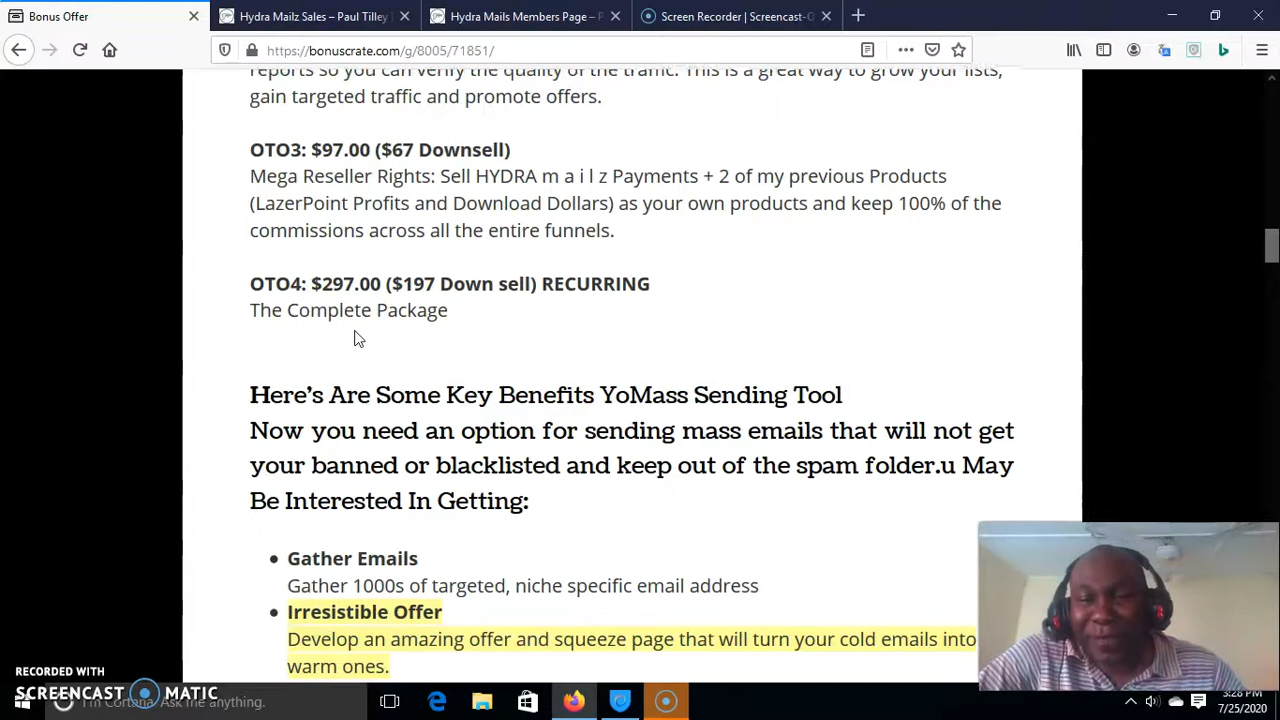 Bonus Offer
Hydra Mailz Sales – Paul Tilley
Hydra Mails Members Page – P
Screen Recorder | Screencast-O
https://bonuscrate.com/g/8005/71851/
reports so you can verify the quality of the traffic. This is a great way to grow your lists,
gain targeted traffic and promote offers.
OTO3: $97.00 ($67 Downsell)
Mega Reseller Rights: Sell HYDRA m a i l z Payments + 2 of my previous Products
(LazerPoint Profits and Download Dollars) as your own products and keep 100% of the
commissions across all the entire funnels.
OTO4: $297.00 ($197 Down sell) RECURRING
The Complete Package
Here’s Are Some Key Benefits YoMass Sending Tool
Now you need an option for sending mass emails that will not get
your banned or blacklisted and keep out of the spam folder.u May
Be Interested In Getting:
Gather Emails
Gather 1000s of targeted, niche specific email address
Irresistible Offer
Develop an amazing offer and squeeze page that will turn your cold emails into
warm ones.
RECORDED WITH
SCREENCAST MATIC
I'm Cortana. Ask me anything.
3:28 PM
7/25/2020